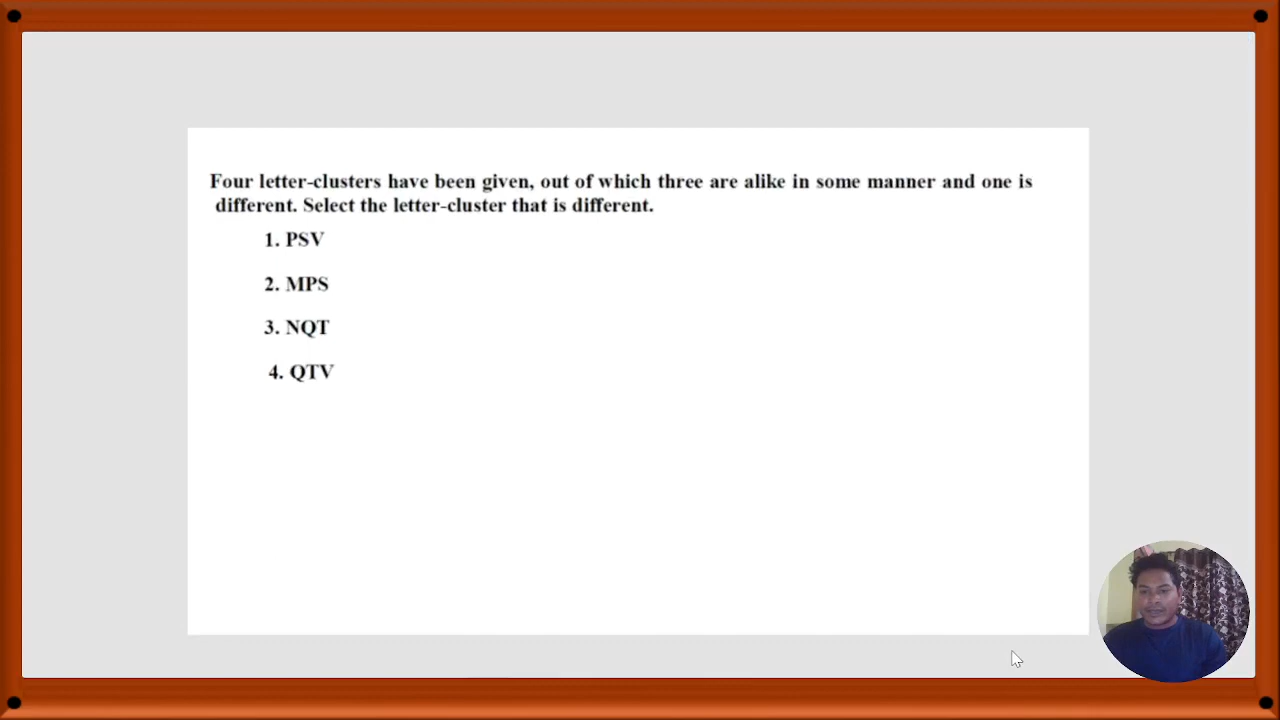 Four letter-clusters have been given, out of which three are alike in some manner and one is
different. Select the letter-cluster that is different.
1. PSV
2. MPS
3. NQT
4. QTV